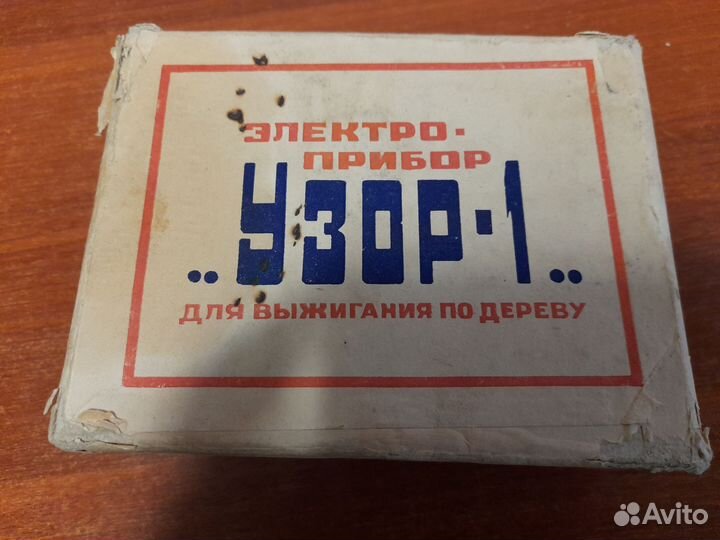 ЭЛЕКТРО-
ПРИБОР
„УЗОР-1„
ДЛЯ ВЫЖИГАНИЯ ПО ДЕРЕВУ
Avito